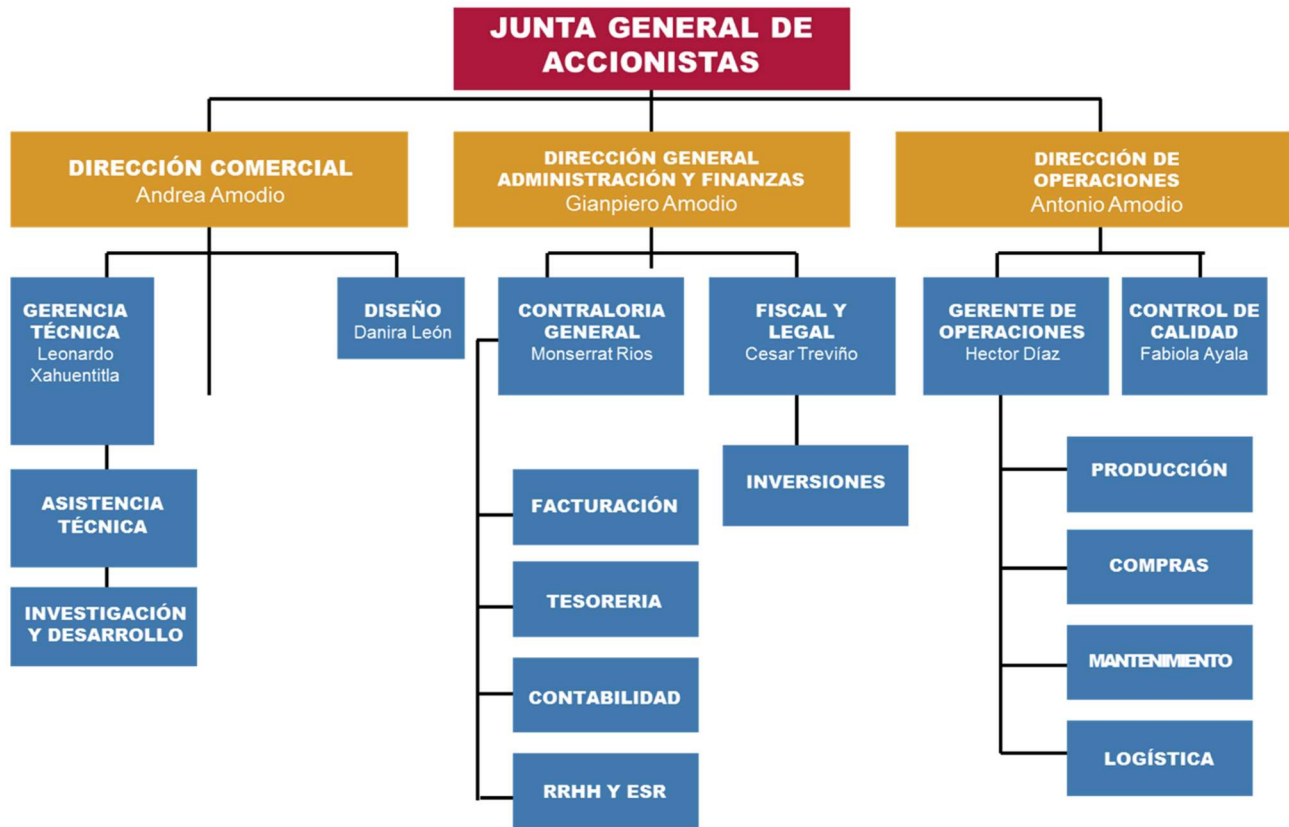 JUNTA GENERAL DE
ACCIONISTAS
DIRECCIÓN COMERCIAL
Andrea Amodio
DIRECCIÓN GENERAL
ADMINISTRACIÓN Y FINANZAS
Gianpiero Amodio
DIRECCIÓN DE
OPERACIONES
Antonio Amodio
GERENCIA
TÉCNICA
Leonardo
Xahuentitla
DISEÑO
Danira León
CONTRALORIA
GENERAL
Monserrat Rios
FISCAL Y
LEGAL
Cesar Treviño
GERENTE DE
OPERACIONES
Hector Díaz
CONTROL DE
CALIDAD
Fabiola Ayala
ASISTENCIA
TÉCNICA
INVESTIGACIÓN
Y DESARROLLO
FACTURACIÓN
TESORERIA
CONTABILIDAD
RRHH Y ESR
INVERSIONES
PRODUCCIÓN
COMPRAS
MANTENIMIENTO
LOGÍSTICA